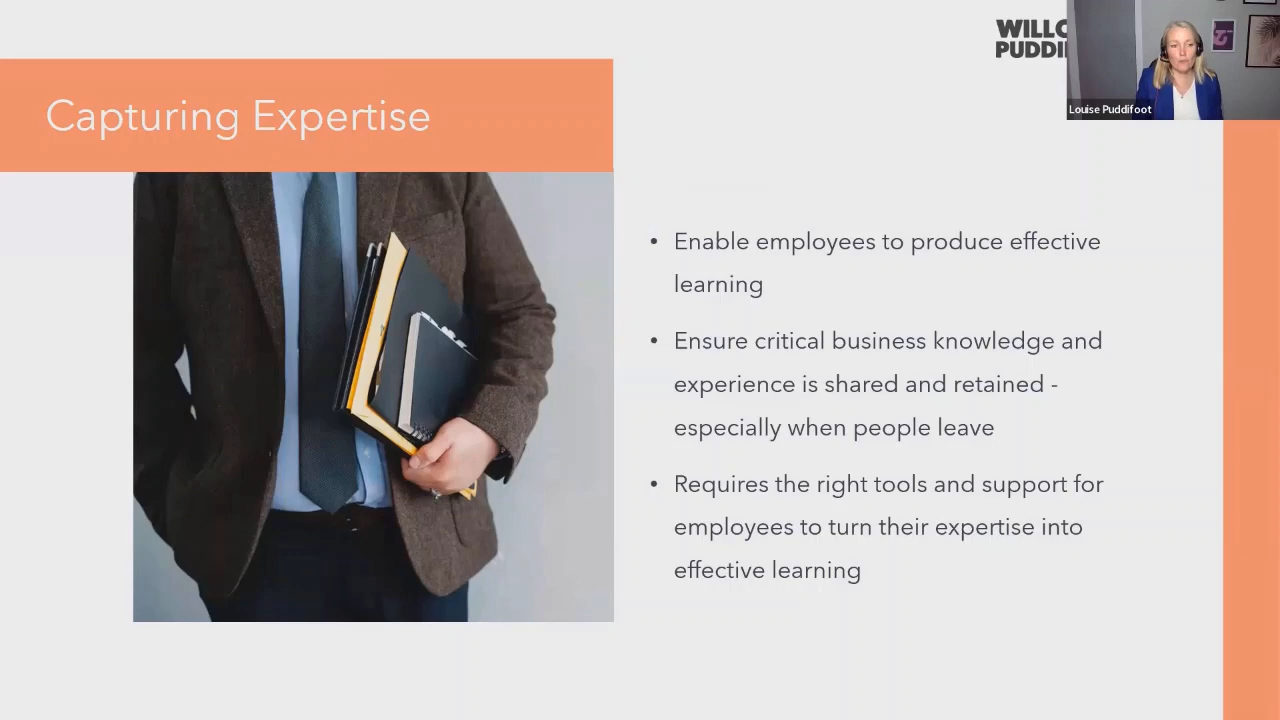 Capturing Expertise
Louise Puddifoot
• Enable employees to produce effective
learning
• Ensure critical business knowledge and
experience is shared and retained -
especially when people leave
• Requires the right tools and support for
employees to turn their expertise into
effective learning